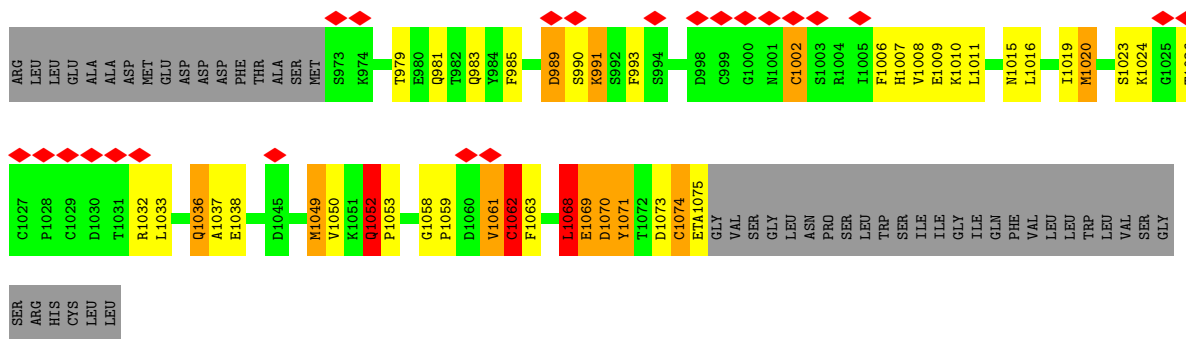 ARG LEU LEU GLU ALA ALA ASP MET GLU ASP ASP ASP PHE THR ALA SER MET S973 K974 T979 E980 Q981 T982 Q983 Y984 F985 D989 S990 K991 S992 F993 S994 D998 C999 G1000 N1001 C1002 S1003 R1004 I1005 F1006 H1007 V1008 E1009 K1010 L1011 N1015 L1016 I1019 M1020 S1023 K1024 G1025
C1027 P1028 C1029 D1030 T1031 R1032 L1033 Q1036 A1037 E1038 D1045 M1049 V1050 K1051 Q1052 P1053 G1058 P1059 D1060 V1061 C1062 F1063 L1068 E1069 D1070 Y1071 T1072 D1073 C1074 ETA1075 GLY VAL SER GLY LEU ASN PRO SER LEU TRP SER ILE ILE GLY ILE GLN PHE VAL LEU LEU TRP LEU VAL SER GLY
SER ARG HIS CYS LEU LEU